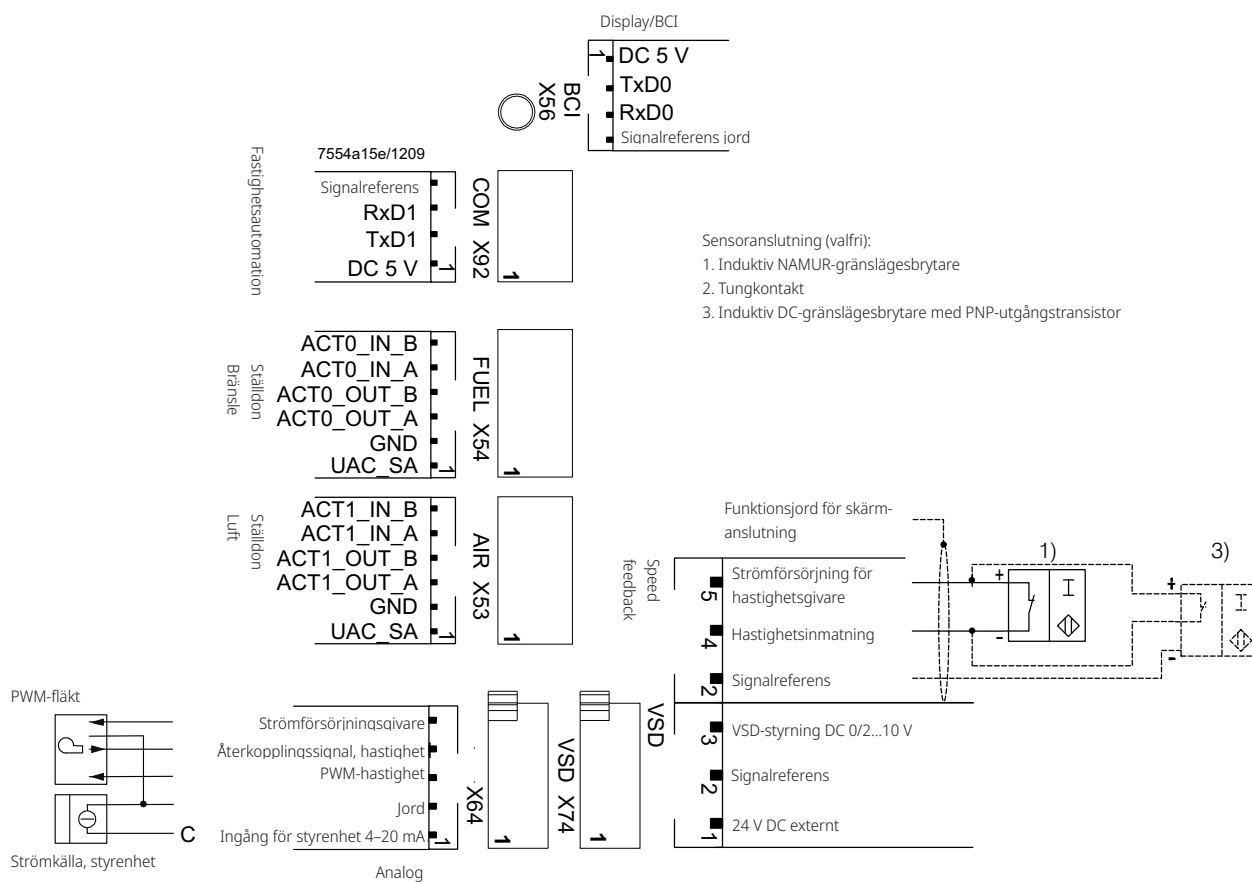 Display/BCI
1
DC 5 V
TxD0
RxD0
Signalreferens jord
BCI
X56
7554a15e/1209
Fastighetsautomation
Signalreferens
RxD1
TxD1
DC 5 V
1
COM X92
1
Sensoranslutning (valfri):
1. Induktiv NAMUR-gränslägesbrytare
2. Tungkontakt
3. Induktiv DC-gränslägesbrytare med PNP-utgångstransistor
Ställdon
Bränsle
ACT0_IN_B
ACT0_IN_A
ACT0_OUT_B
ACT0_OUT_A
GND
UAC_SA
1
FUEL X54
1
Ställdon
Luft
ACT1_IN_B
ACT1_IN_A
ACT1_OUT_B
ACT1_OUT_A
GND
UAC_SA
1
AIR X53
1
Funktionsjord för skärm-
anslutning
Speed
feedback
5
Strömförsörjning för
hastighetsgivare
4
Hastighetsinmatning
2
Signalreferens
1)
+
-
3)
+
-
VSD
3
VSD-styrning DC 0/2...10 V
2
Signalreferens
1
24 V DC externt
PWM-fläkt
Strömförsörjningsgivare
Återkopplingssignal, hastighet
PWM-hastighet
Jord
Ingång för styrenhet 4–20 mA
1
X64
1
VSD X74
1
C
Strömkälla, styrenhet
Analog